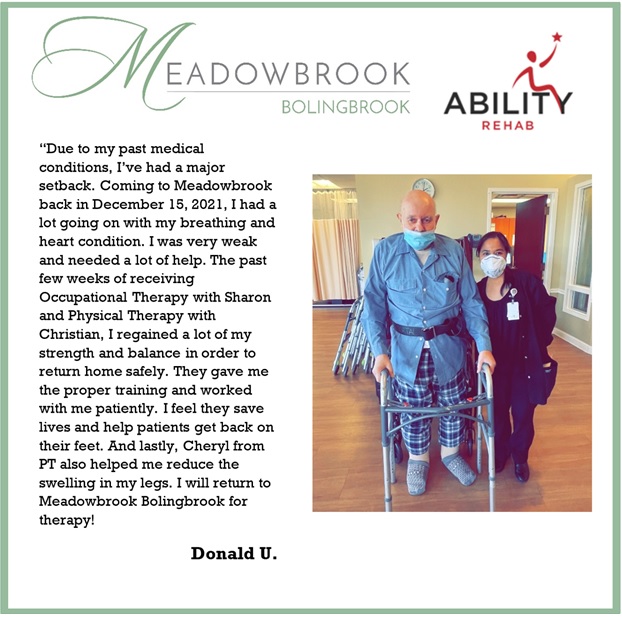 MEADOWBROOK
BOLINGBROOK
ABILITY
REHAB
“Due to my past medical
conditions, I’ve had a major
setback. Coming to Meadowbrook
back in December 15, 2021, I had a
lot going on with my breathing and
heart condition. I was very weak
and needed a lot of help. The past
few weeks of receiving
Occupational Therapy with Sharon
and Physical Therapy with
Christian, I regained a lot of my
strength and balance in order to
return home safely. They gave me
the proper training and worked
with me patiently. I feel they save
lives and help patients get back on
their feet. And lastly, Cheryl from
PT also helped me reduce the
swelling in my legs. I will return to
Meadowbrook Bolingbrook for
therapy!
Donald U.